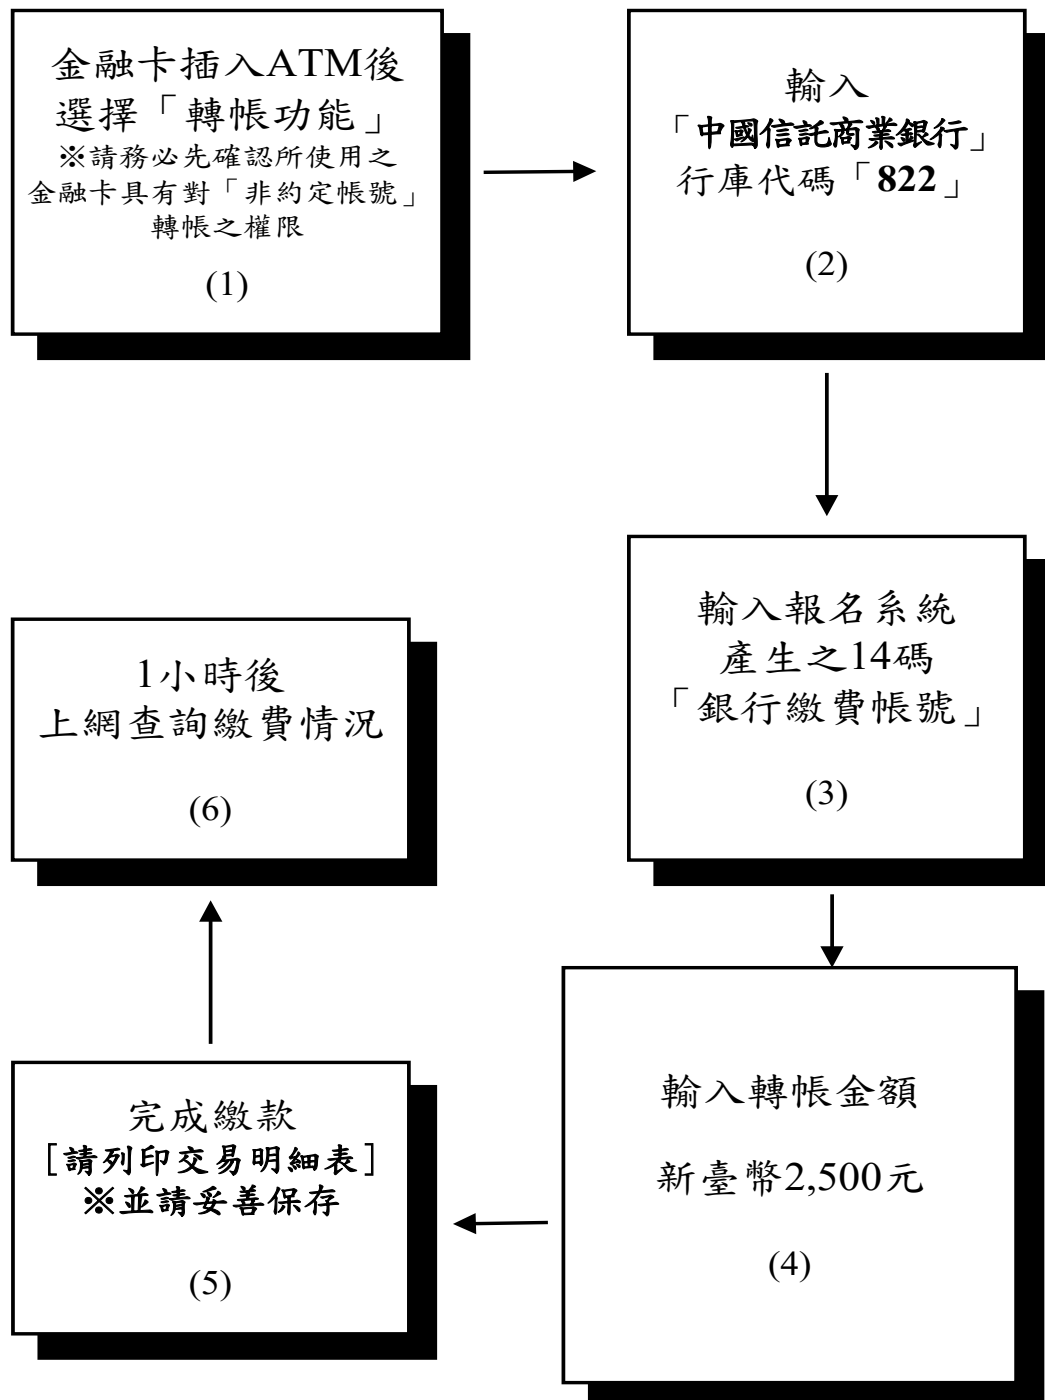 金融卡插入ATM後
選擇「轉帳功能」
※請務必先確認所使用之
金融卡具有對「非約定帳號」
轉帳之權限
(1)
輸入
「中國信託商業銀行」
行庫代碼「822」
(2)
輸入報名系統
產生之14碼
「銀行繳費帳號」
(3)
輸入轉帳金額
新臺幣2,500元
(4)
完成繳款
[請列印交易明細表]
※並請妥善保存
(5)
1小時後
上網查詢繳費情況
(6)